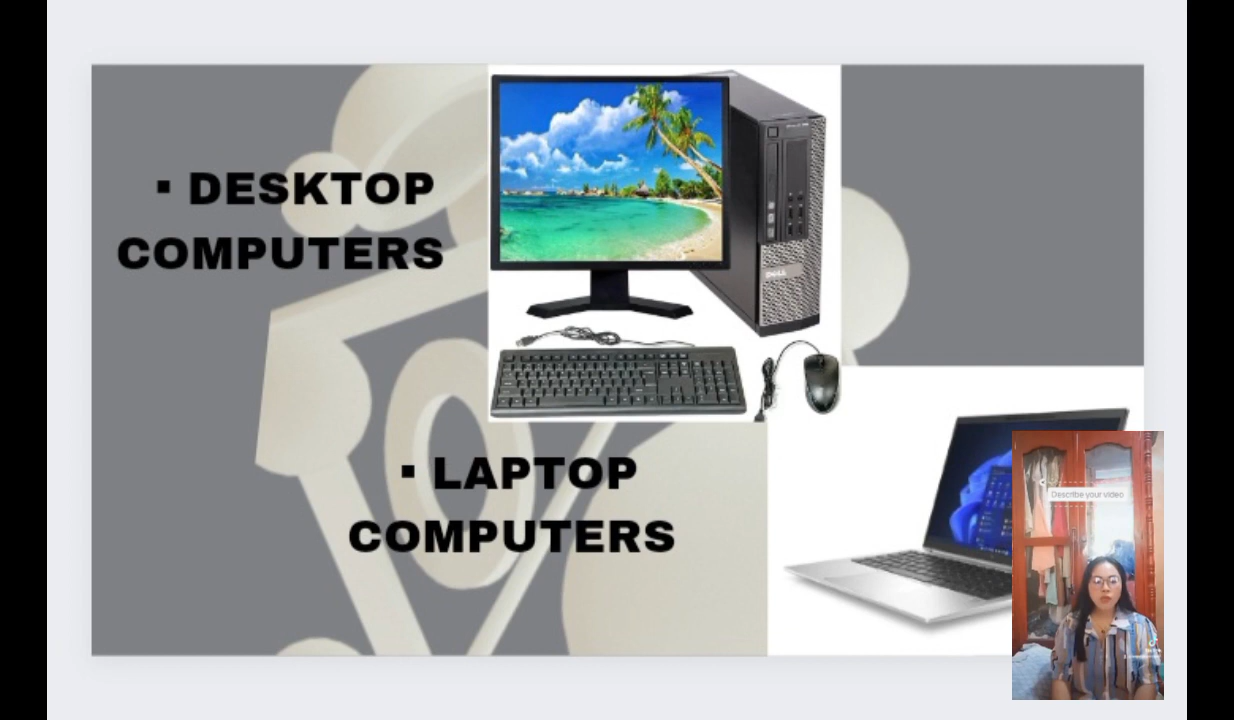 ▪ DESKTOP
COMPUTERS
DELL
▪ LAPTOP
COMPUTERS
Describe your video